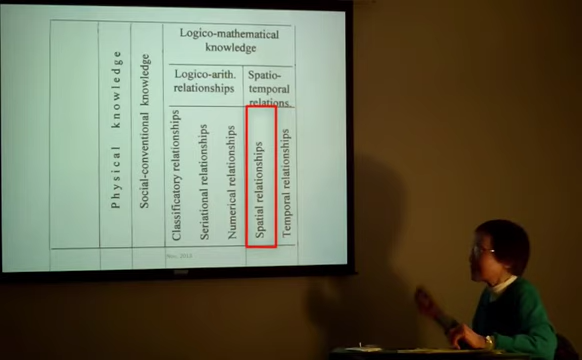 Logico-mathematical
knowledge
Logico-arith.
relationships
Spatio-
temporal
relations.
Physical knowledge
Social-conventional knowledge
Classificatory relationships
Seriational relationships
Numerical relationships
Spatial relationships
Temporal relationships